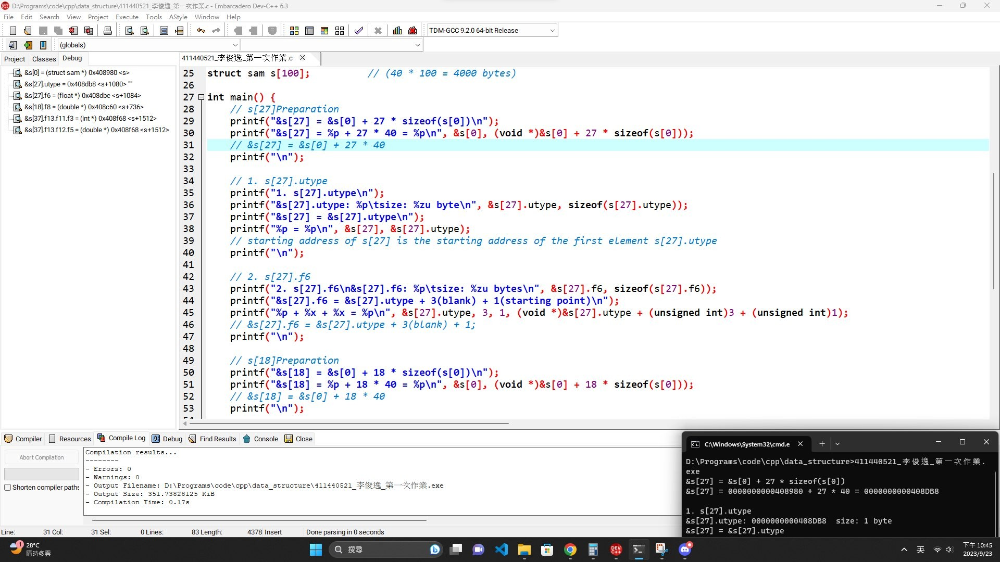 D:\Programs\code\cpp\data_structure\411440521_李俊逸_第一次作業.c - Embarcadero Dev-C++ 6.3
File Edit Search View Project Execute Tools AStyle Window Help
TDM-GCC 9.2.0 64-bit Release
(globals)
Project Classes Debug
411440521_李俊逸_第一次作業.c
&s[0] = (struct sam *) 0x408980 <s>
&s[27].utype = 0x408db8 <s+1080> ""
&s[27].f6 = (float *) 0x408dbc <s+1084>
&s[18].f8 = (double *) 0x408c60 <s+736>
&s[37].f13.f11.f3 = (int *) 0x408f68 <s+1512>
&s[37].f13.f12.f5 = (double *) 0x408f68 <s+1512>
25 struct sam s[100]; // (40 * 100 = 4000 bytes)
26
27 int main() {
28 // s[27]Preparation
29 printf("&s[27] = &s[0] + 27 * sizeof(s[0])\n");
30 printf("&s[27] = %p + 27 * 40 = %p\n", &s[0], (void *)&s[0] + 27 * sizeof(s[0]));
31 // &s[27] = &s[0] + 27 * 40
32 printf("\n");
33
34 // 1. s[27].utype
35 printf("1. s[27].utype\n");
36 printf("&s[27].utype: %p\tsize: %zu byte\n", &s[27].utype, sizeof(s[27].utype));
37 printf("&s[27] = &s[27].utype\n");
38 printf("%p = %p\n", &s[27], &s[27].utype);
39 // starting address of s[27] is the starting address of the first element s[27].utype
40 printf("\n");
41
42 // 2. s[27].f6
43 printf("2. s[27].f6\n&s[27].f6: %p\tsize: %zu bytes\n", &s[27].f6, sizeof(s[27].f6));
44 printf("&s[27].f6 = &s[27].utype + 3(blank) + 1(starting point)\n");
45 printf("%p + %x + %x = %p\n", &s[27].utype, 3, 1, (void *)&s[27].utype + (unsigned int)3 + (unsigned int)1);
46 // &s[27].f6 = &s[27].utype + 3(blank) + 1;
47 printf("\n");
48
49 // s[18]Preparation
50 printf("&s[18] = &s[0] + 18 * sizeof(s[0])\n");
51 printf("&s[18] = %p + 18 * 40 = %p\n", &s[0], (void *)&s[0] + 18 * sizeof(s[0]));
52 // &s[18] = &s[0] + 18 * 40
53 printf("\n");
Compiler Resources Compile Log Debug Find Results Console Close
Abort Compilation
Shorten compiler paths
Compilation results...
--------
- Errors: 0
- Warnings: 0
- Output Filename: D:\Programs\code\cpp\data_structure\411440521_李俊逸_第一次作業.exe
- Output Size: 351.73828125 KiB
- Compilation Time: 0.17s
C:\Windows\System32\cmd.e
D:\Programs\code\cpp\data_structure>411440521_李俊逸_第一次作業.
exe
&s[27] = &s[0] + 27 * sizeof(s[0])
&s[27] = 0000000000408980 + 27 * 40 = 0000000000408DB8
1. s[27].utype
&s[27].utype: 0000000000408DB8 size: 1 byte
&s[27] = &s[27].utype
Line: 31 Col: 31 Sel: 0 Lines: 83 Length: 4378 Insert Done parsing in 0 seconds
1
28°C
晴時多雲
搜尋
DEV C++
英
下午 10:45
2023/9/23